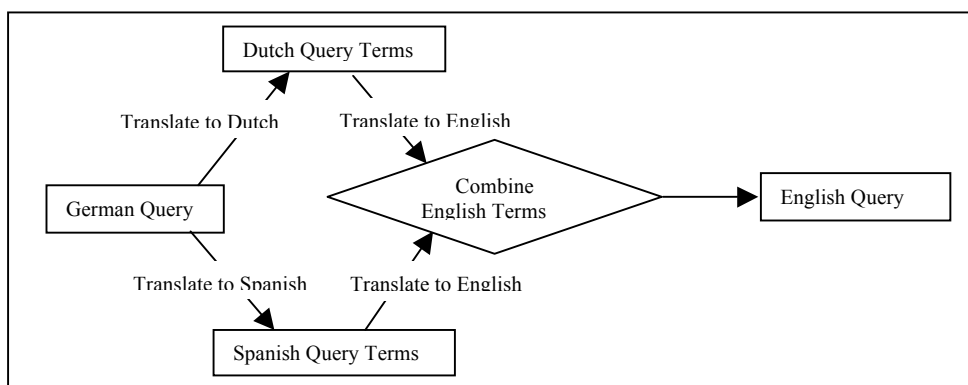 Dutch Query Terms
Translate to Dutch
Translate to English
German Query
Combine
English Terms
English Query
Translate to Spanish
Translate to English
Spanish Query Terms